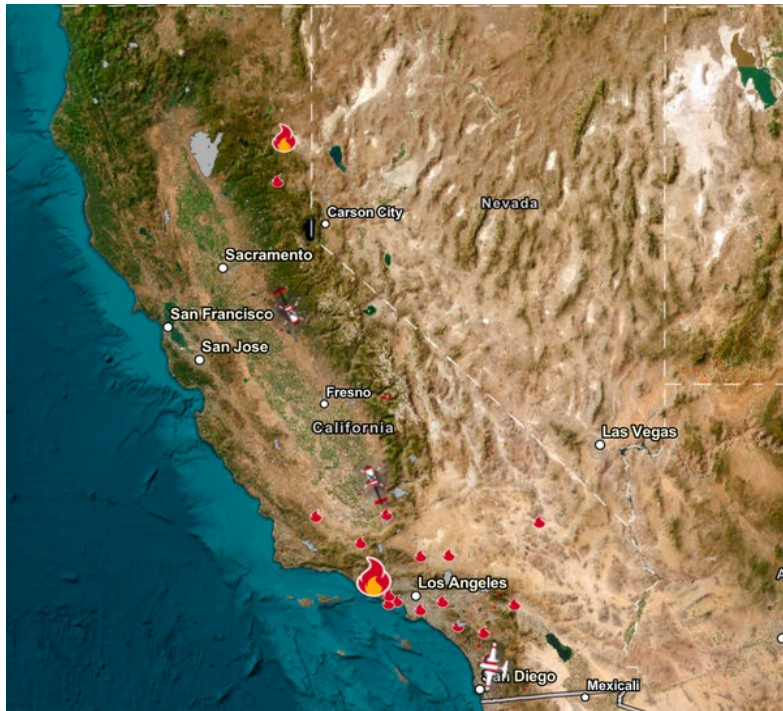 Carson City
Nevada
Sacramento
San Francisco
San Jose
Fresno
California
Las Vegas
Los Angeles
A
San Diego
Mexicali